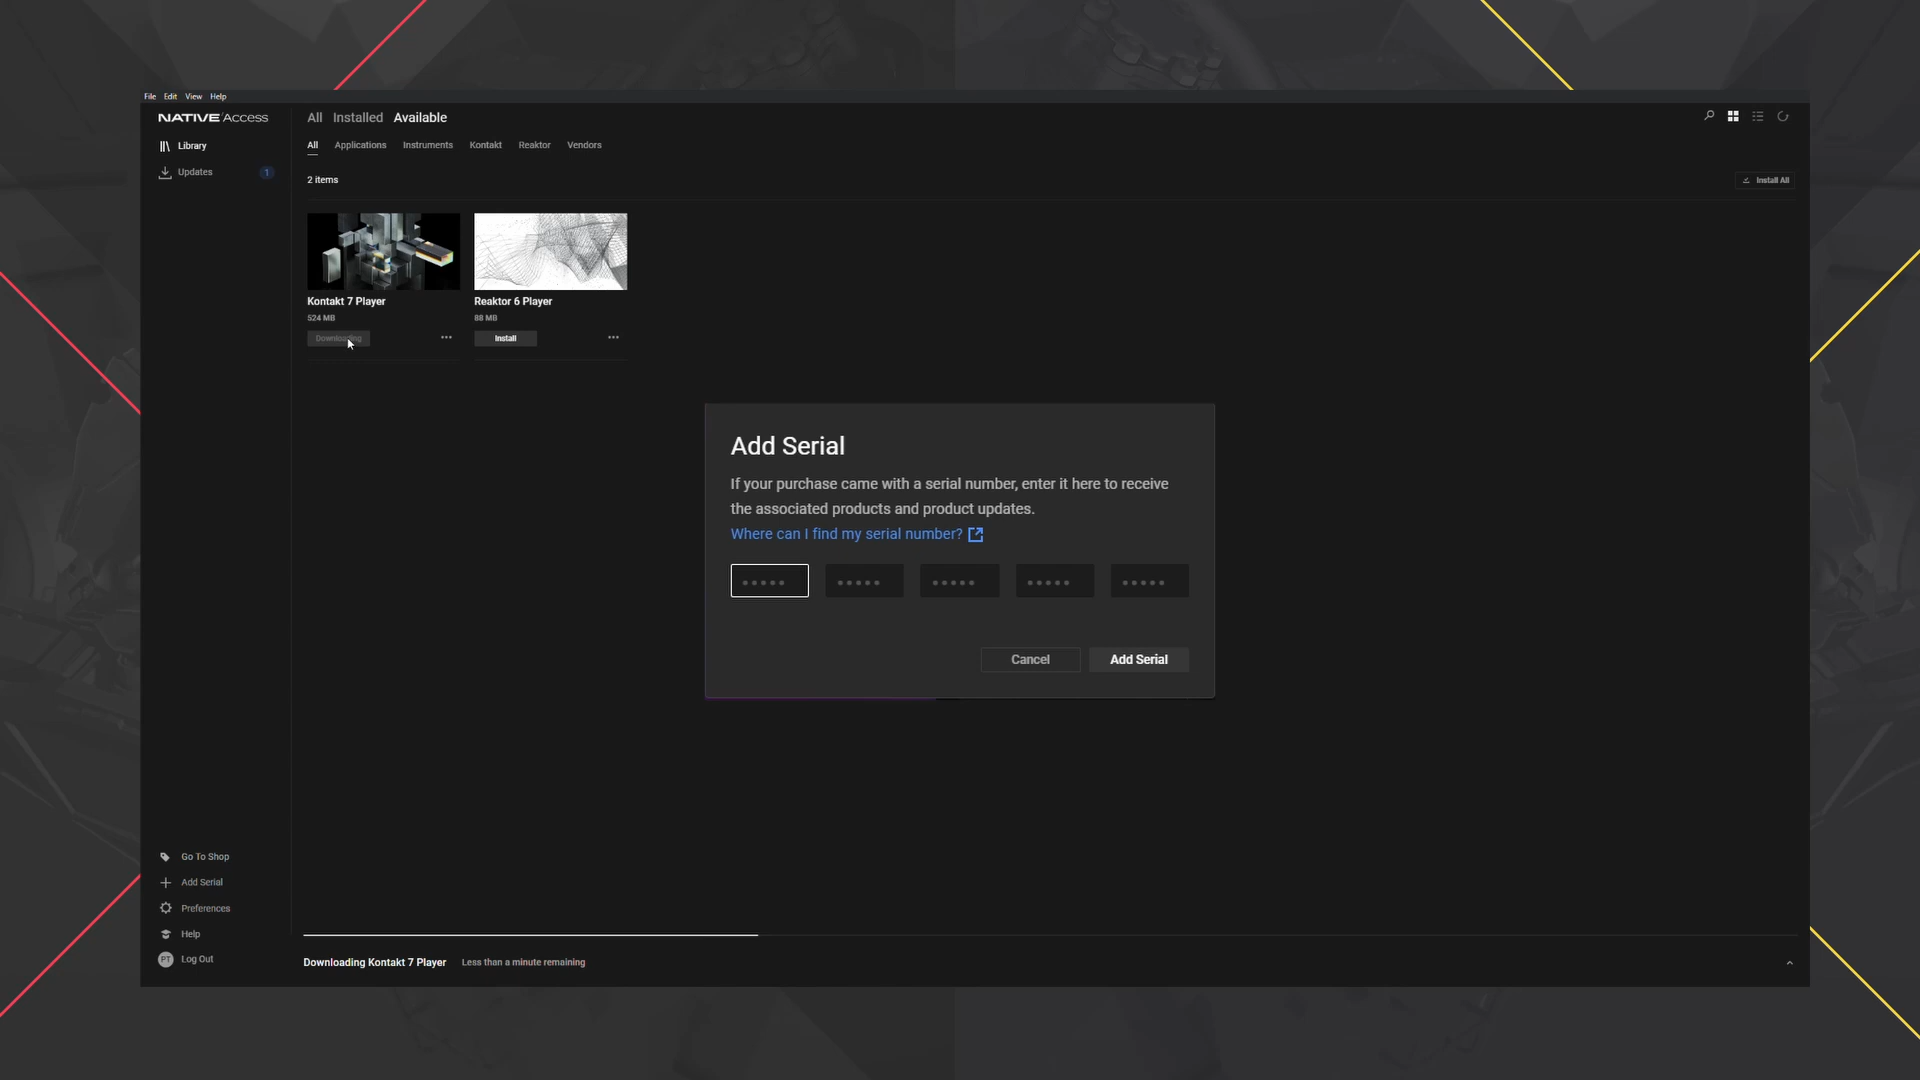 File Edit View Help
NATIVE ACCESS
All Installed Available
Library
All Applications Instruments Kontakt Reaktor Vendors
Updates 1
2 items
Install All
Kontakt 7 Player
524 MB
Downloading
Reaktor 6 Player
88 MB
Install
Add Serial
If your purchase came with a serial number, enter it here to receive
the associated products and product updates.
Where can I find my serial number?
Cancel Add Serial
Go To Shop
Add Serial
Preferences
Help
PT Log Out
Downloading Kontakt 7 Player Less than a minute remaining